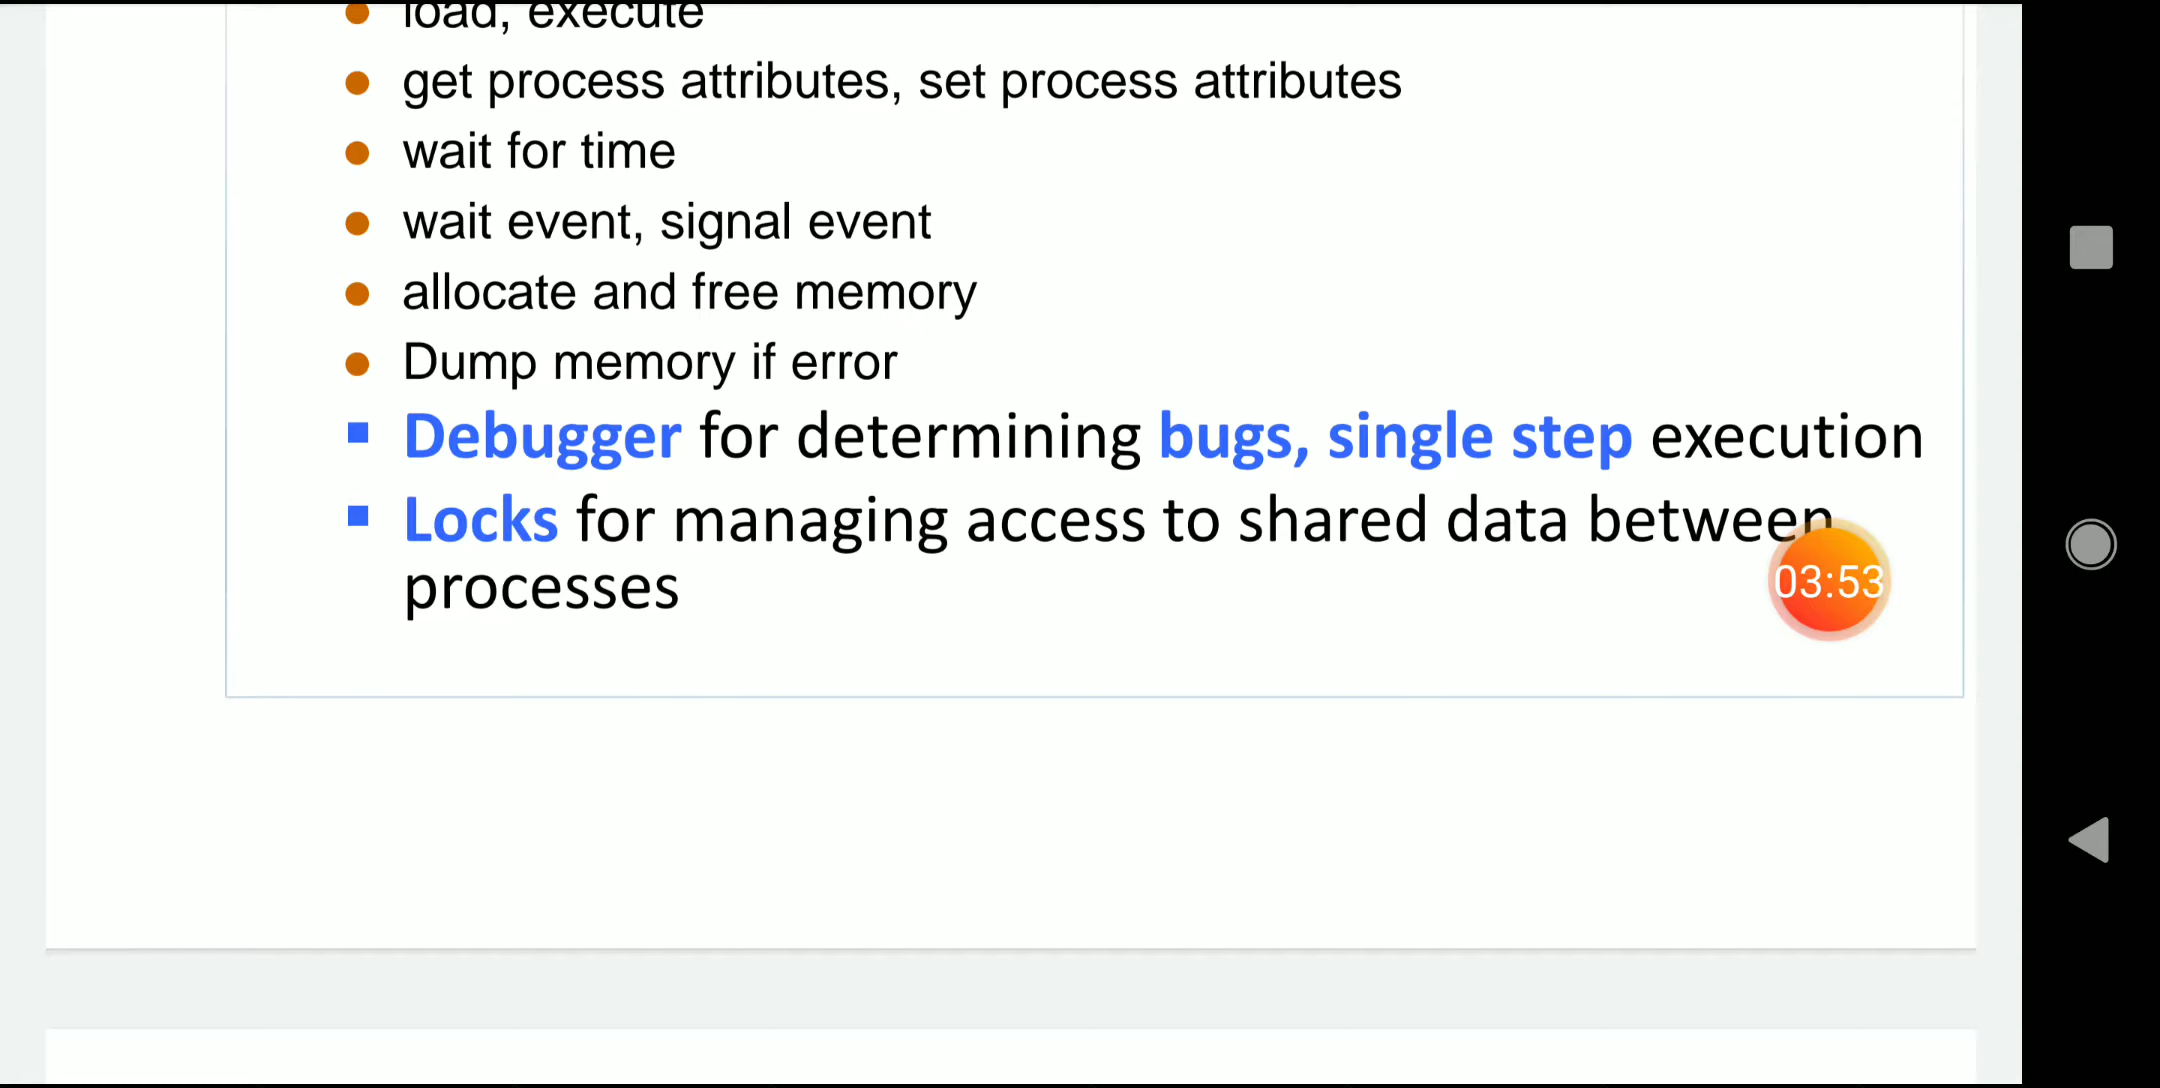 load, execute
get process attributes, set process attributes
wait for time
wait event, signal event
allocate and free memory
Dump memory if error
Debugger for determining bugs, single step execution
Locks for managing access to shared data between
processes
03:53